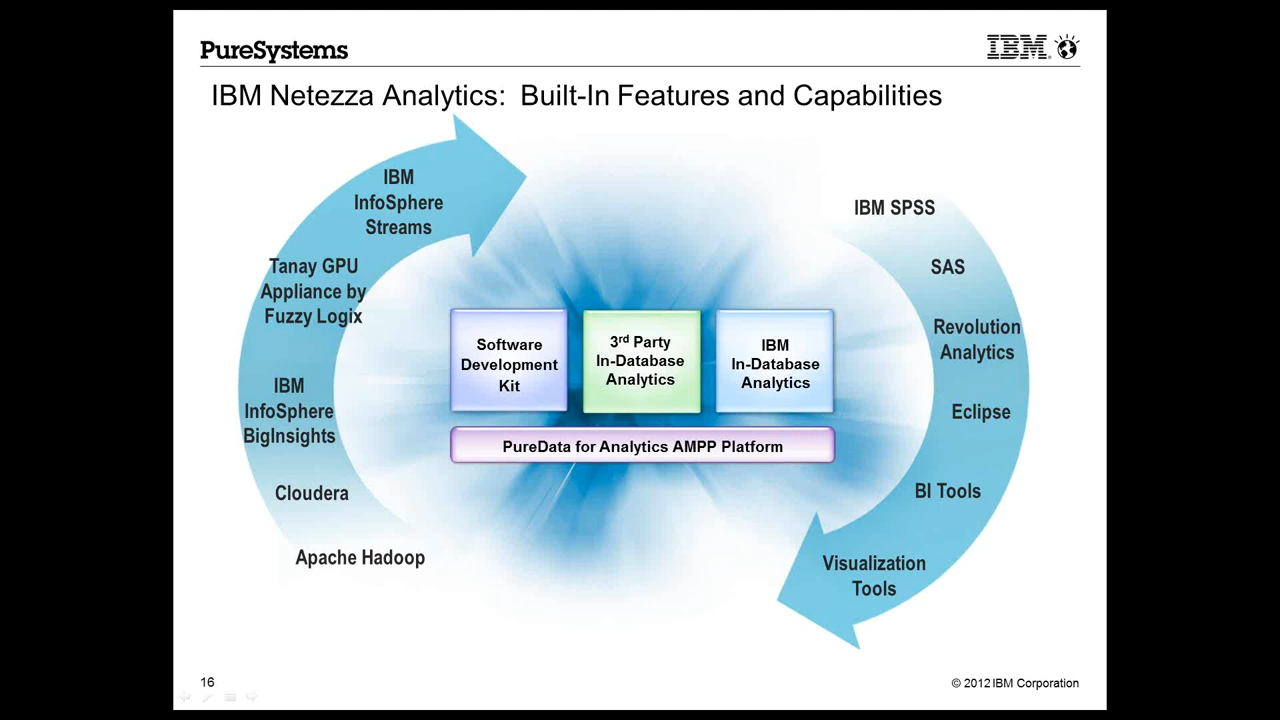 PureSystems
IBM
IBM Netezza Analytics: Built-In Features and Capabilities
IBM
InfoSphere
Streams
Tanay GPU
Appliance by
Fuzzy Logix
IBM
InfoSphere
BigInsights
Cloudera
Apache Hadoop
Software
Development
Kit
3rd Party
In-Database
Analytics
IBM
In-Database
Analytics
PureData for Analytics AMPP Platform
IBM SPSS
SAS
Revolution
Analytics
Eclipse
BI Tools
Visualization
Tools
16
© 2012 IBM Corporation